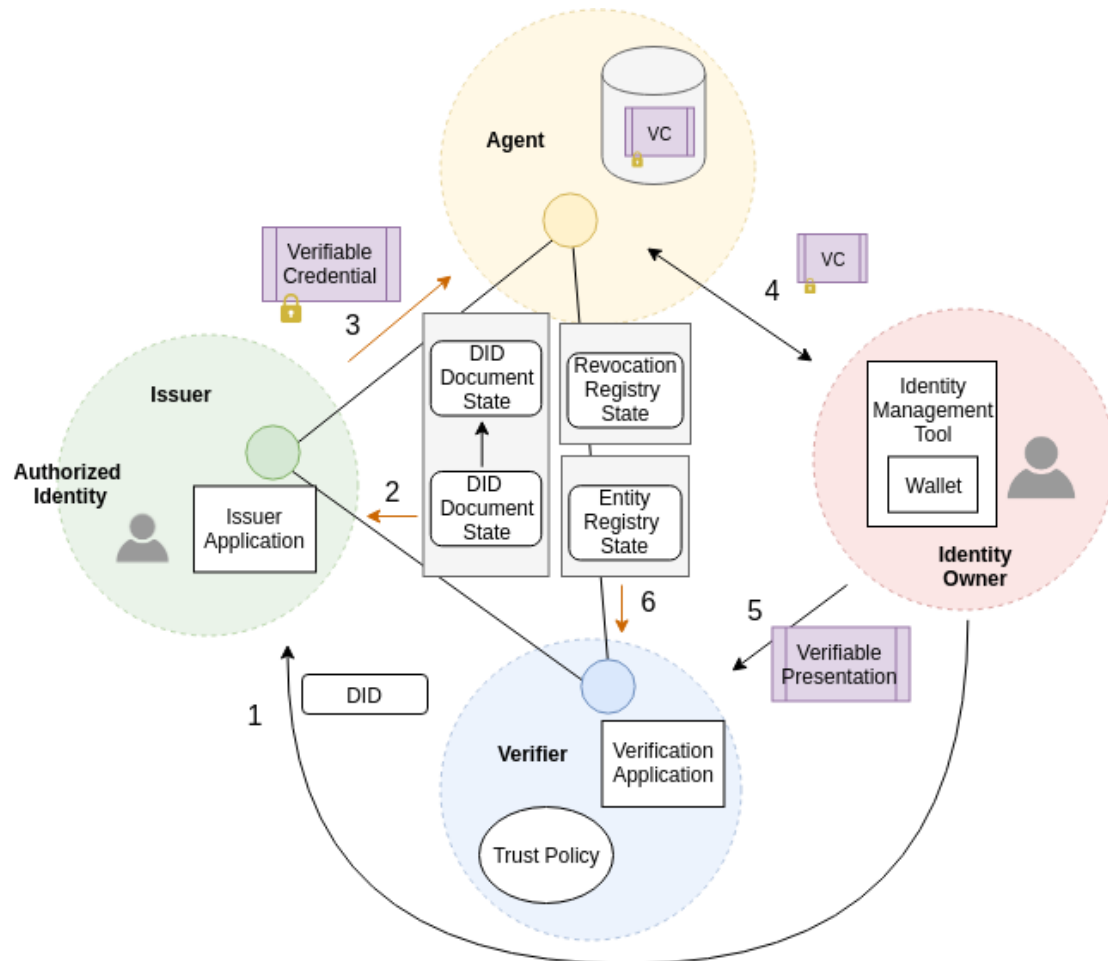 Agent
VC
Verifiable
Credential
3
VC
4
Issuer
DID
Document
State
Revocation
Registry
State
Identity
Management
Tool
Wallet
Authorized
Identity
Issuer
Application
2
DID
Document
State
Entity
Registry
State
Identity
Owner
6
5
Verifiable
Presentation
1
DID
Verifier
Verification
Application
Trust Policy